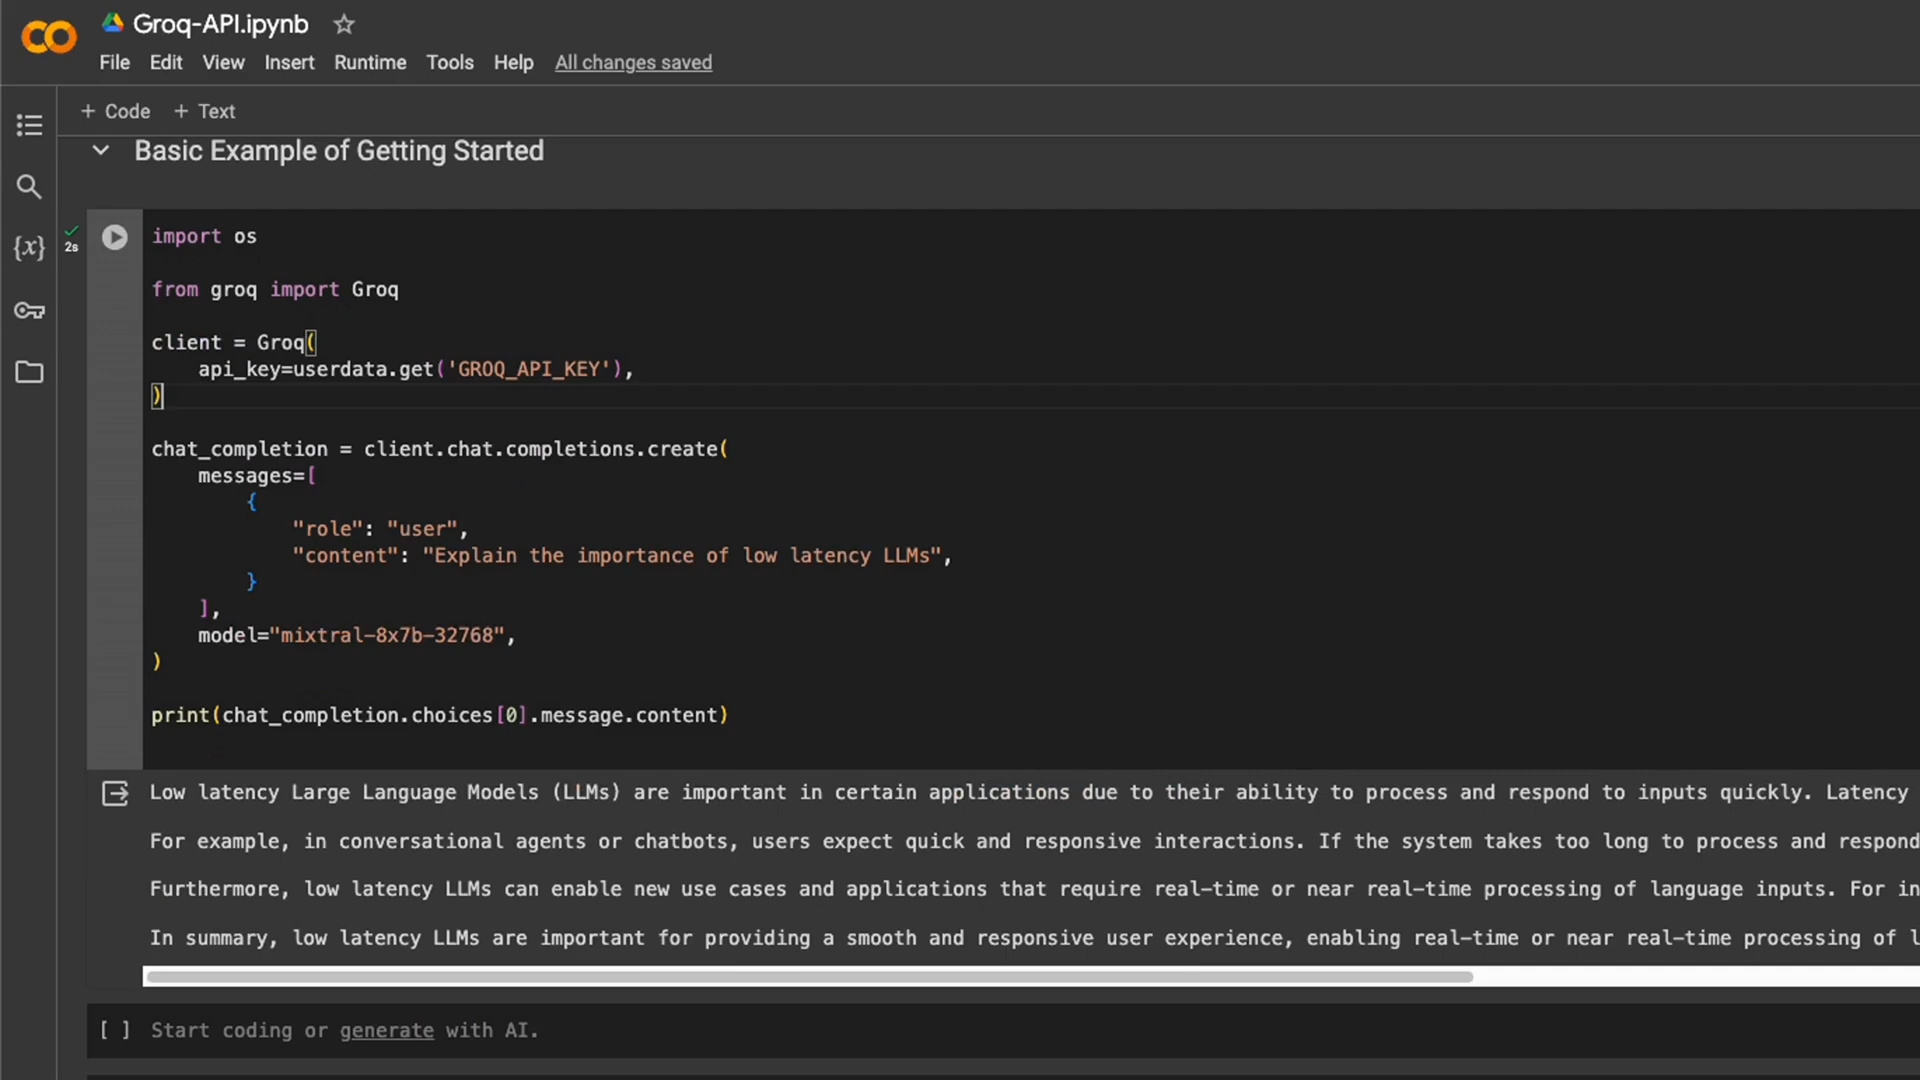 Groq-API.ipynb
File Edit View Insert Runtime Tools Help All changes saved
+ Code + Text
Basic Example of Getting Started
{x}
2s
import os
from groq import Groq
client = Groq(
    api_key=userdata.get('GROQ_API_KEY'),
)
chat_completion = client.chat.completions.create(
    messages=[
        {
            "role": "user",
            "content": "Explain the importance of low latency LLMs",
        }
    ],
    model="mixtral-8x7b-32768",
)
print(chat_completion.choices[0].message.content)
Low latency Large Language Models (LLMs) are important in certain applications due to their ability to process and respond to inputs quickly. Latency
For example, in conversational agents or chatbots, users expect quick and responsive interactions. If the system takes too long to process and respond
Furthermore, low latency LLMs can enable new use cases and applications that require real-time or near real-time processing of language inputs. For in
In summary, low latency LLMs are important for providing a smooth and responsive user experience, enabling real-time or near real-time processing of l
[ ] Start coding or generate with AI.